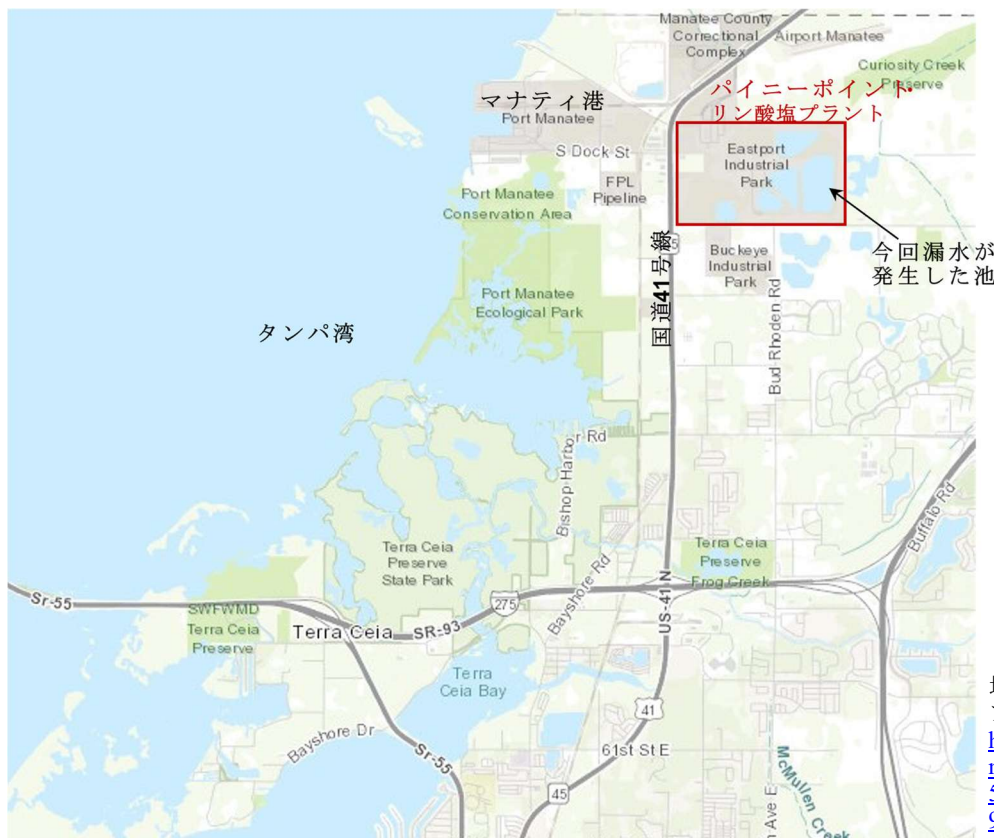 Manatee County
Correctional
Complex
Airport Manatee
Curiosity Creek
Preserve
パイニーポイント
リン酸塩プラント
マナティ港
Port Manatee
S Dock St
Eastport
Industrial
Park
FPL
Pipeline
Port Manatee
Conservation Area
今回漏水が
発生した池
国道41号線
Buckeye
Industrial
Park
Port Manatee
Ecological Park
タンパ湾
Bud Rhoden Rd
Bishop Harbor Rd
Buffalo Rd
Terra Ceia
Preserve
State Park
Terra Ceia
Preserve
Frog Creek
Sr-55
275
Bayshore Rd
US-41 N
SWFWMD
Terra Ceia
Preserve
Terra Ceia
SR-93
Terra
Ceia Bay
41
Bayshore Dr
Sr-55
61st St E
45
McMullen Creek
Ave E